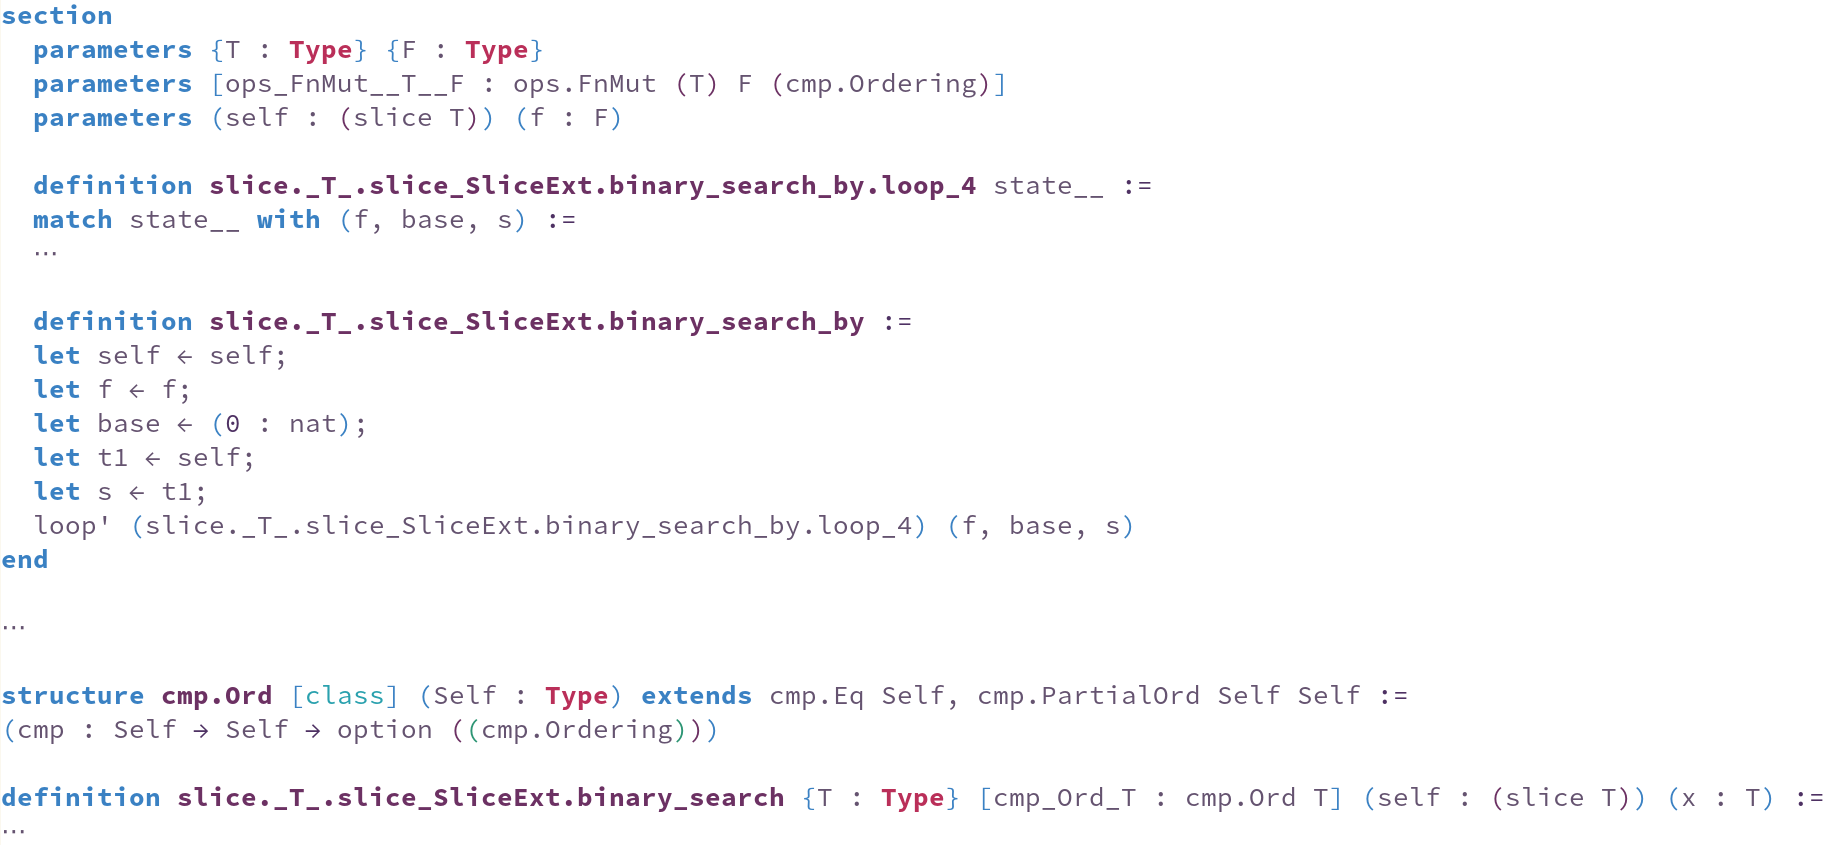 section
  parameters {T : Type} {F : Type}
  parameters [ops_FnMut__T__F : ops.FnMut (T) F (cmp.Ordering)]
  parameters (self : (slice T)) (f : F)

  definition slice._T_.slice_SliceExt.binary_search_by.loop_4 state__ :=
  match state__ with (f, base, s) :=
  ...

  definition slice._T_.slice_SliceExt.binary_search_by :=
  let self ← self;
  let f ← f;
  let base ← (0 : nat);
  let t1 ← self;
  let s ← t1;
  loop' (slice._T_.slice_SliceExt.binary_search_by.loop_4) (f, base, s)
end

...

structure cmp.Ord [class] (Self : Type) extends cmp.Eq Self, cmp.PartialOrd Self Self :=
(cmp : Self → Self → option ((cmp.Ordering)))

definition slice._T_.slice_SliceExt.binary_search {T : Type} [cmp_Ord_T : cmp.Ord T] (self : (slice T)) (x : T) :=
...